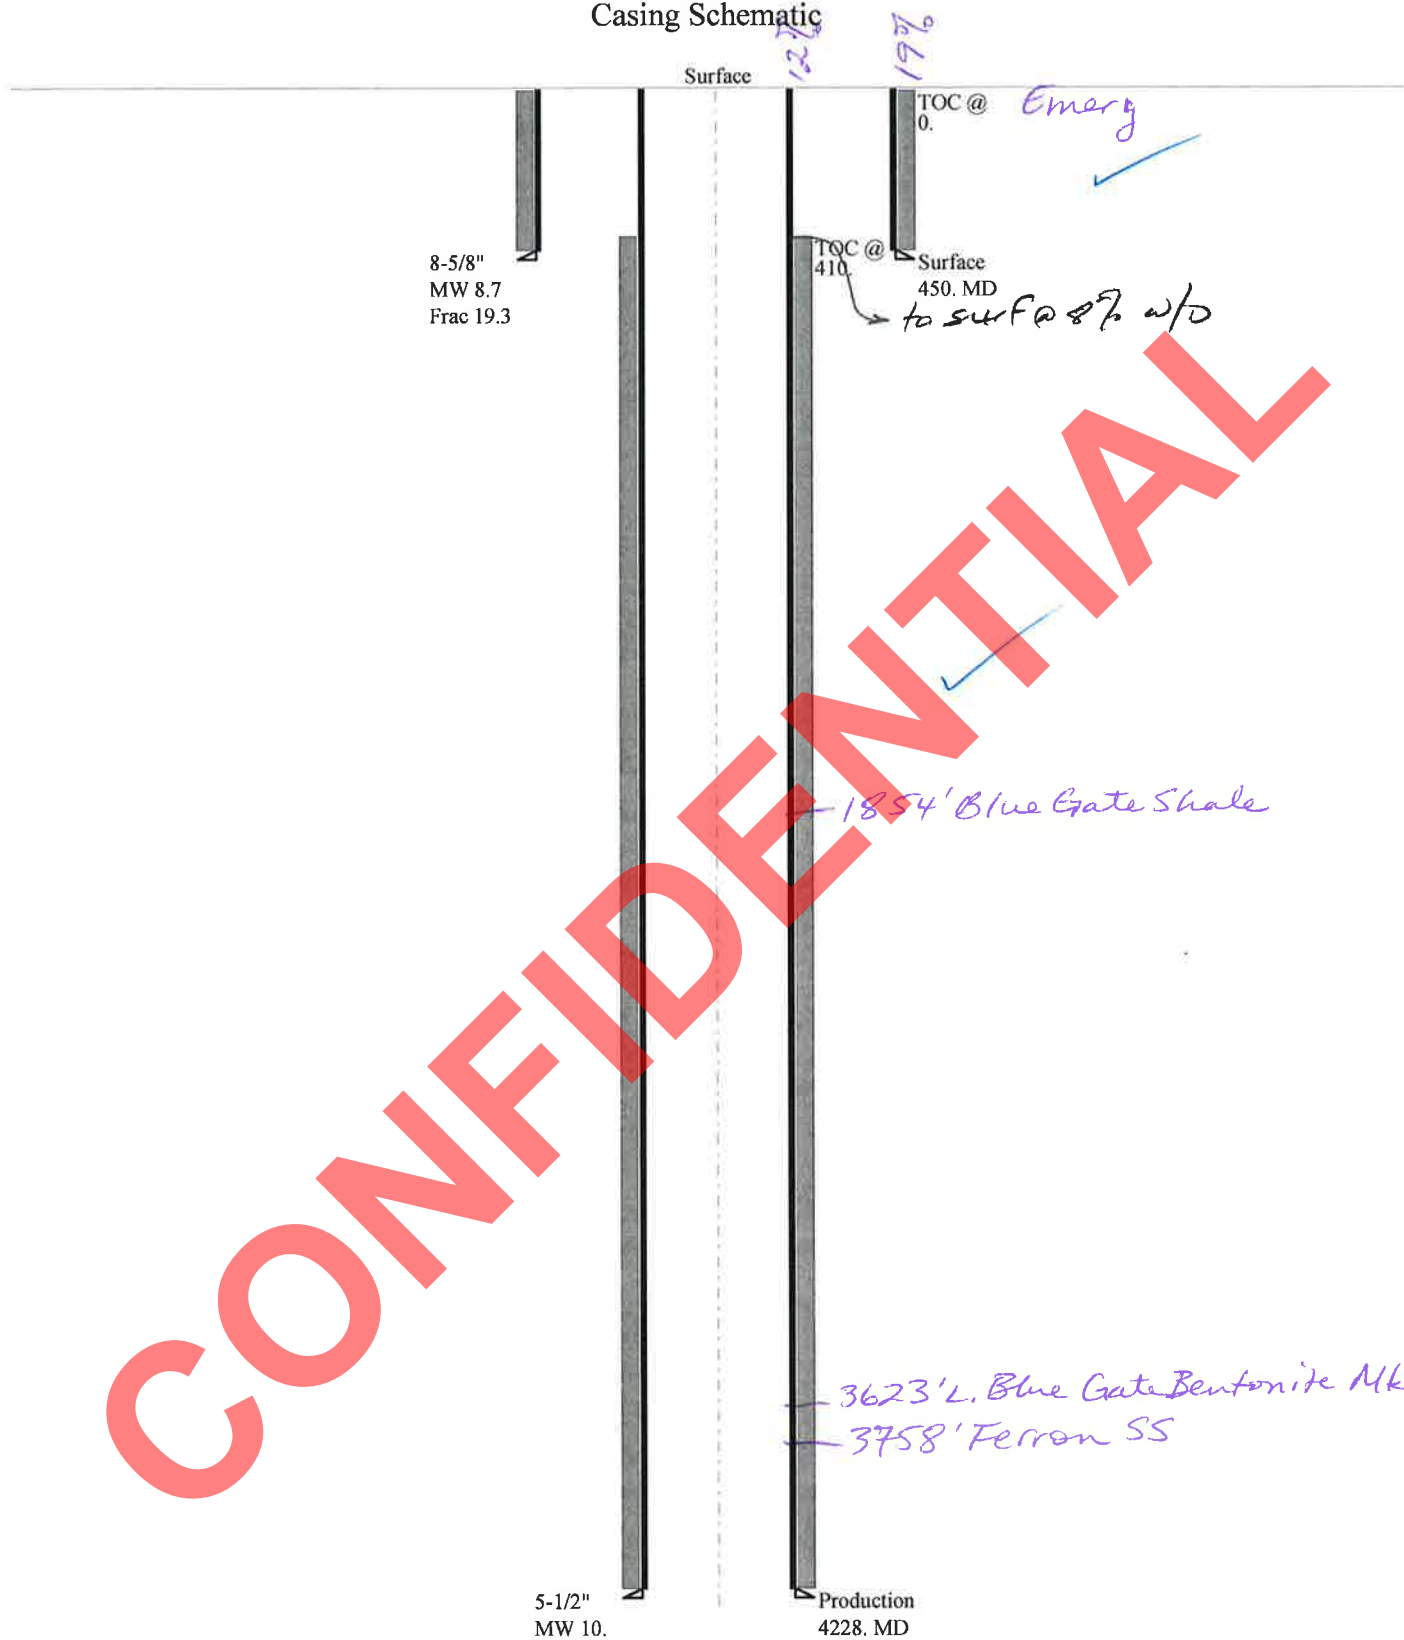 Casing Schematic
12%
19%
Surface
TOC @
0.
Emery
8-5/8"
MW 8.7
Frac 19.3
TOC @
410.
Surface
450. MD
to surf @ 8% w/o
1854' Blue Gate Shale
3623' L. Blue Gate Bentonite Mk
3758' Ferron SS
5-1/2"
MW 10.
Production
4228. MD
CONFIDENTIAL